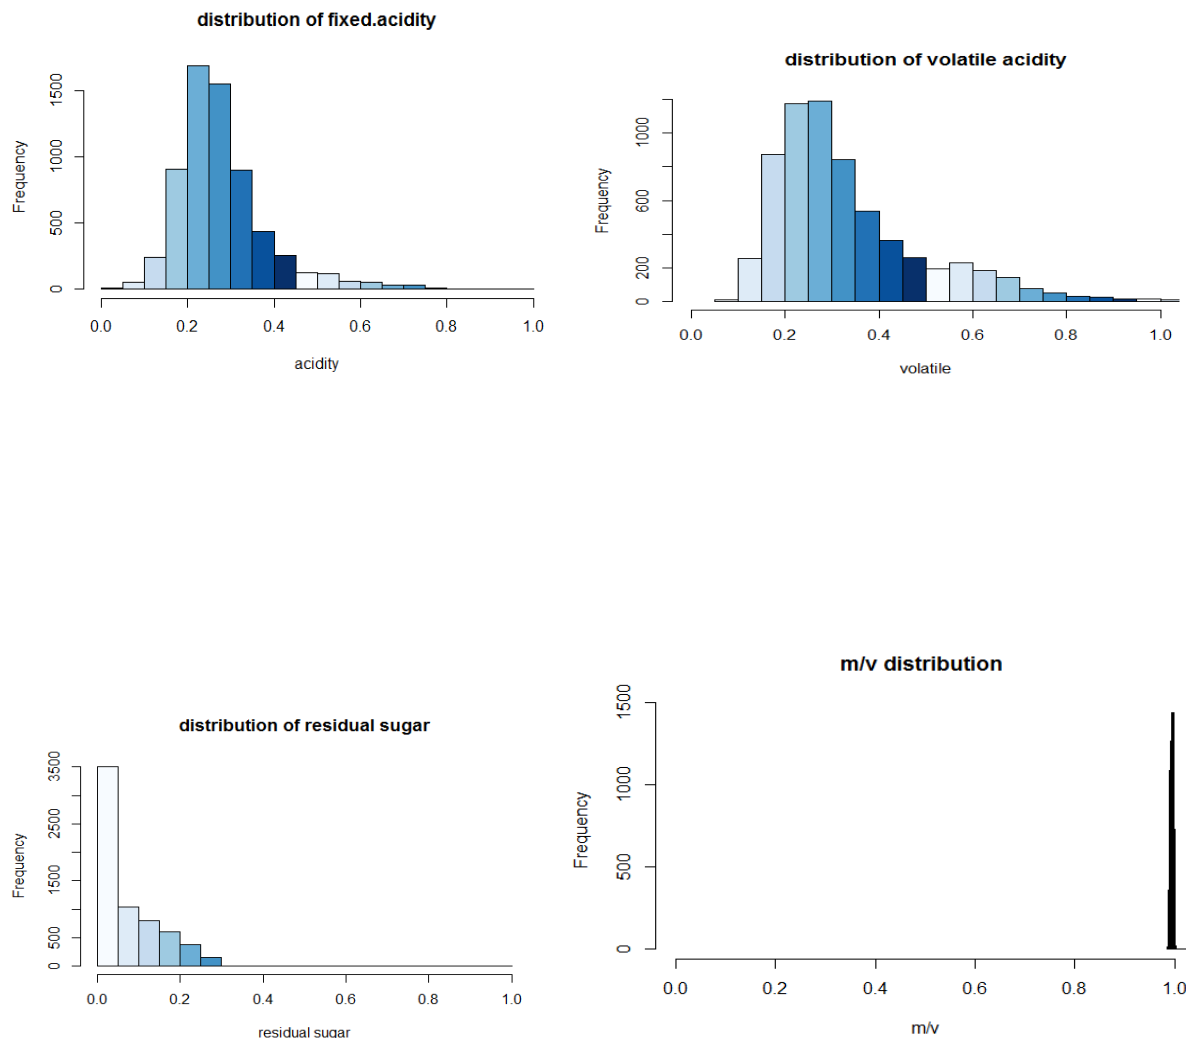 distribution of fixed.acidity
Frequency
0 500 1000 1500
0.0 0.2 0.4 0.6 0.8 1.0
acidity
distribution of volatile acidity
Frequency
0 200 600 1000
0.0 0.2 0.4 0.6 0.8 1.0
volatile
distribution of residual sugar
Frequency
0 500 1500 2500 3500
0.0 0.2 0.4 0.6 0.8 1.0
residual sugar
m/v distribution
Frequency
0 500 1000 1500
0.0 0.2 0.4 0.6 0.8 1.0
m/v